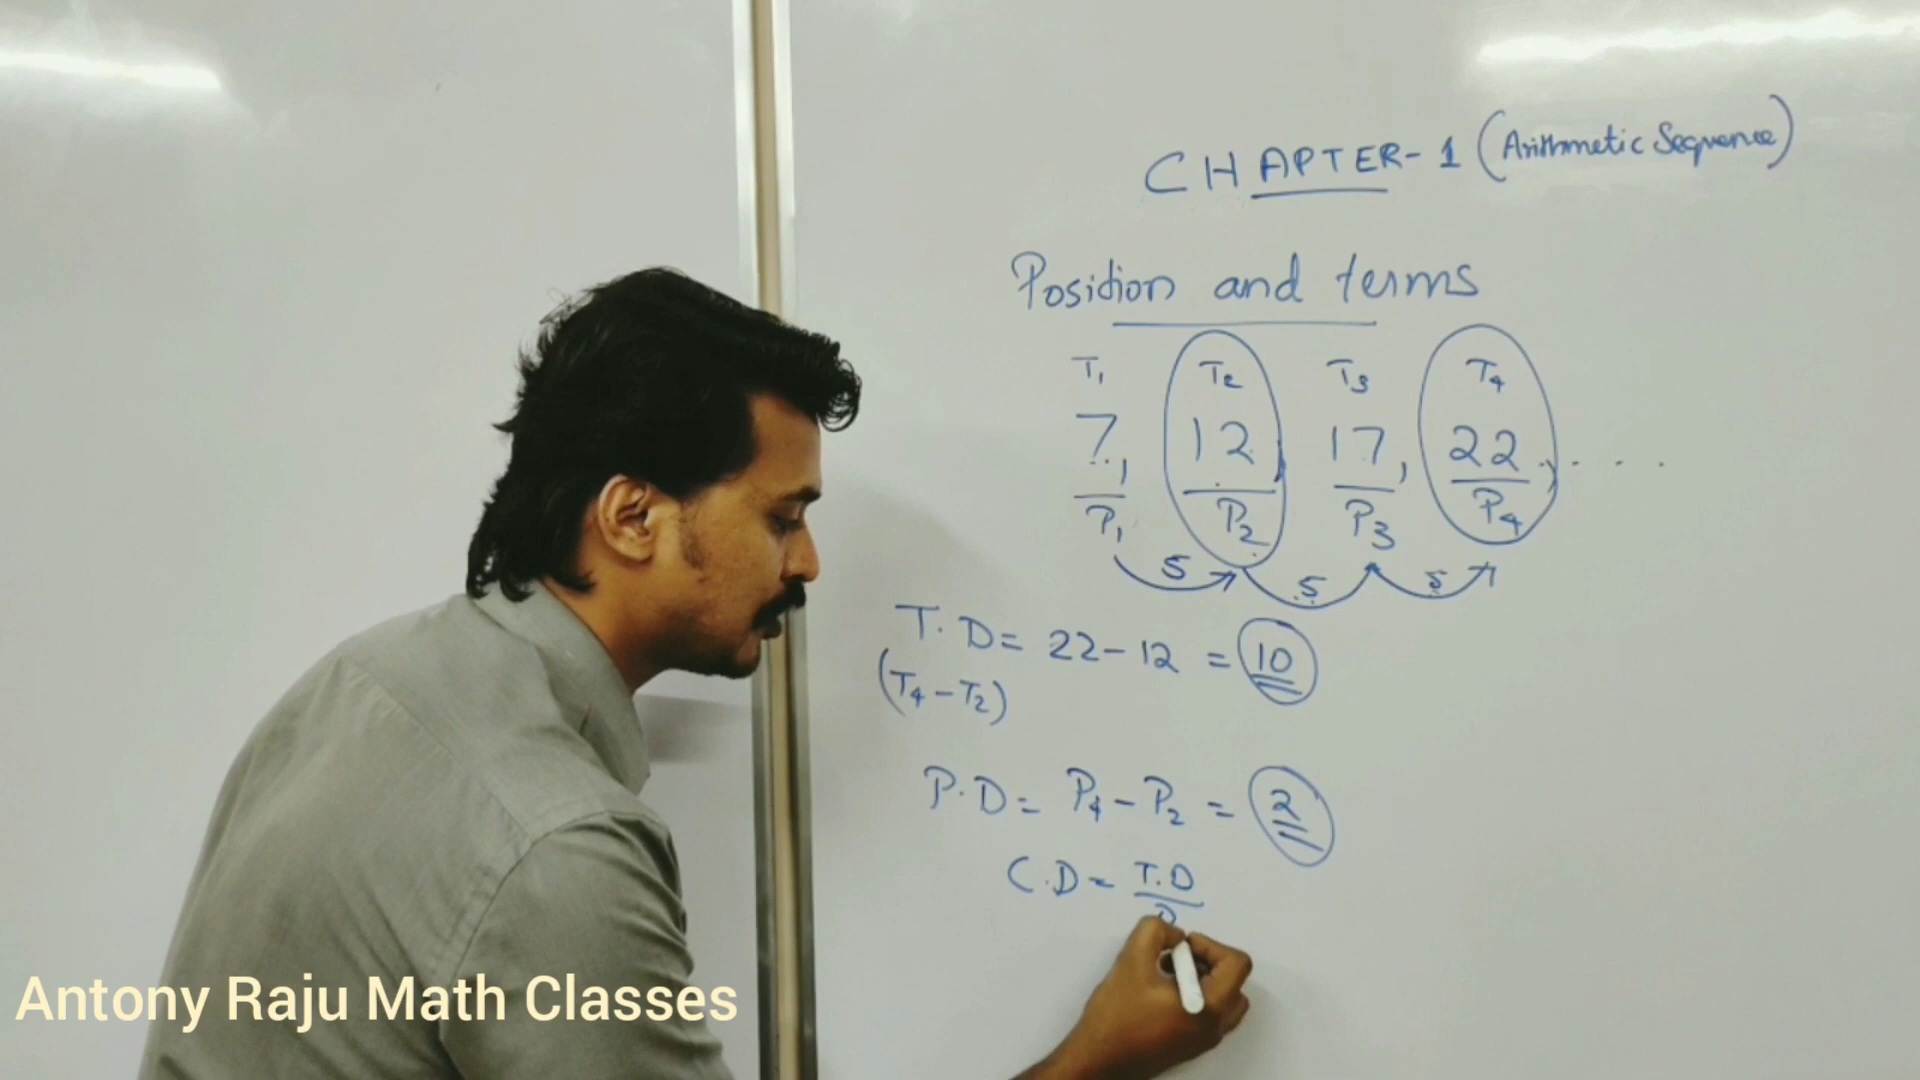 CHAPTER-1 (Arithmetic Sequence)
Position and terms
T₁ T₂ T₃ T₄
7, 12, 17, 22, . . . .
P₁ P₂ P₃ P₄
5 5 5
T.D = 22 - 12 = 10
(T₄ - T₂)
P.D = P₄ - P₂ = 2
C.D = T.D
Antony Raju Math Classes